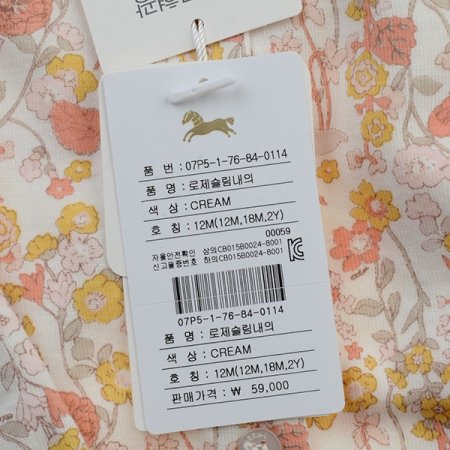 품 번 : 07P5-1-76-84-0114
품 명 : 로제슬림내의
색 상 : CREAM
호 칭 : 12M(12M,18M,2Y)
00059
자율안전확인 상의CB015B0024-8001
신고필증번호 하의CB015B0024-8001
07P5-1-76-84-0114
품 명 : 로제슬림내의
색 상 : CREAM
호 칭 : 12M(12M,18M,2Y)
판매가격 : ₩ 59,000